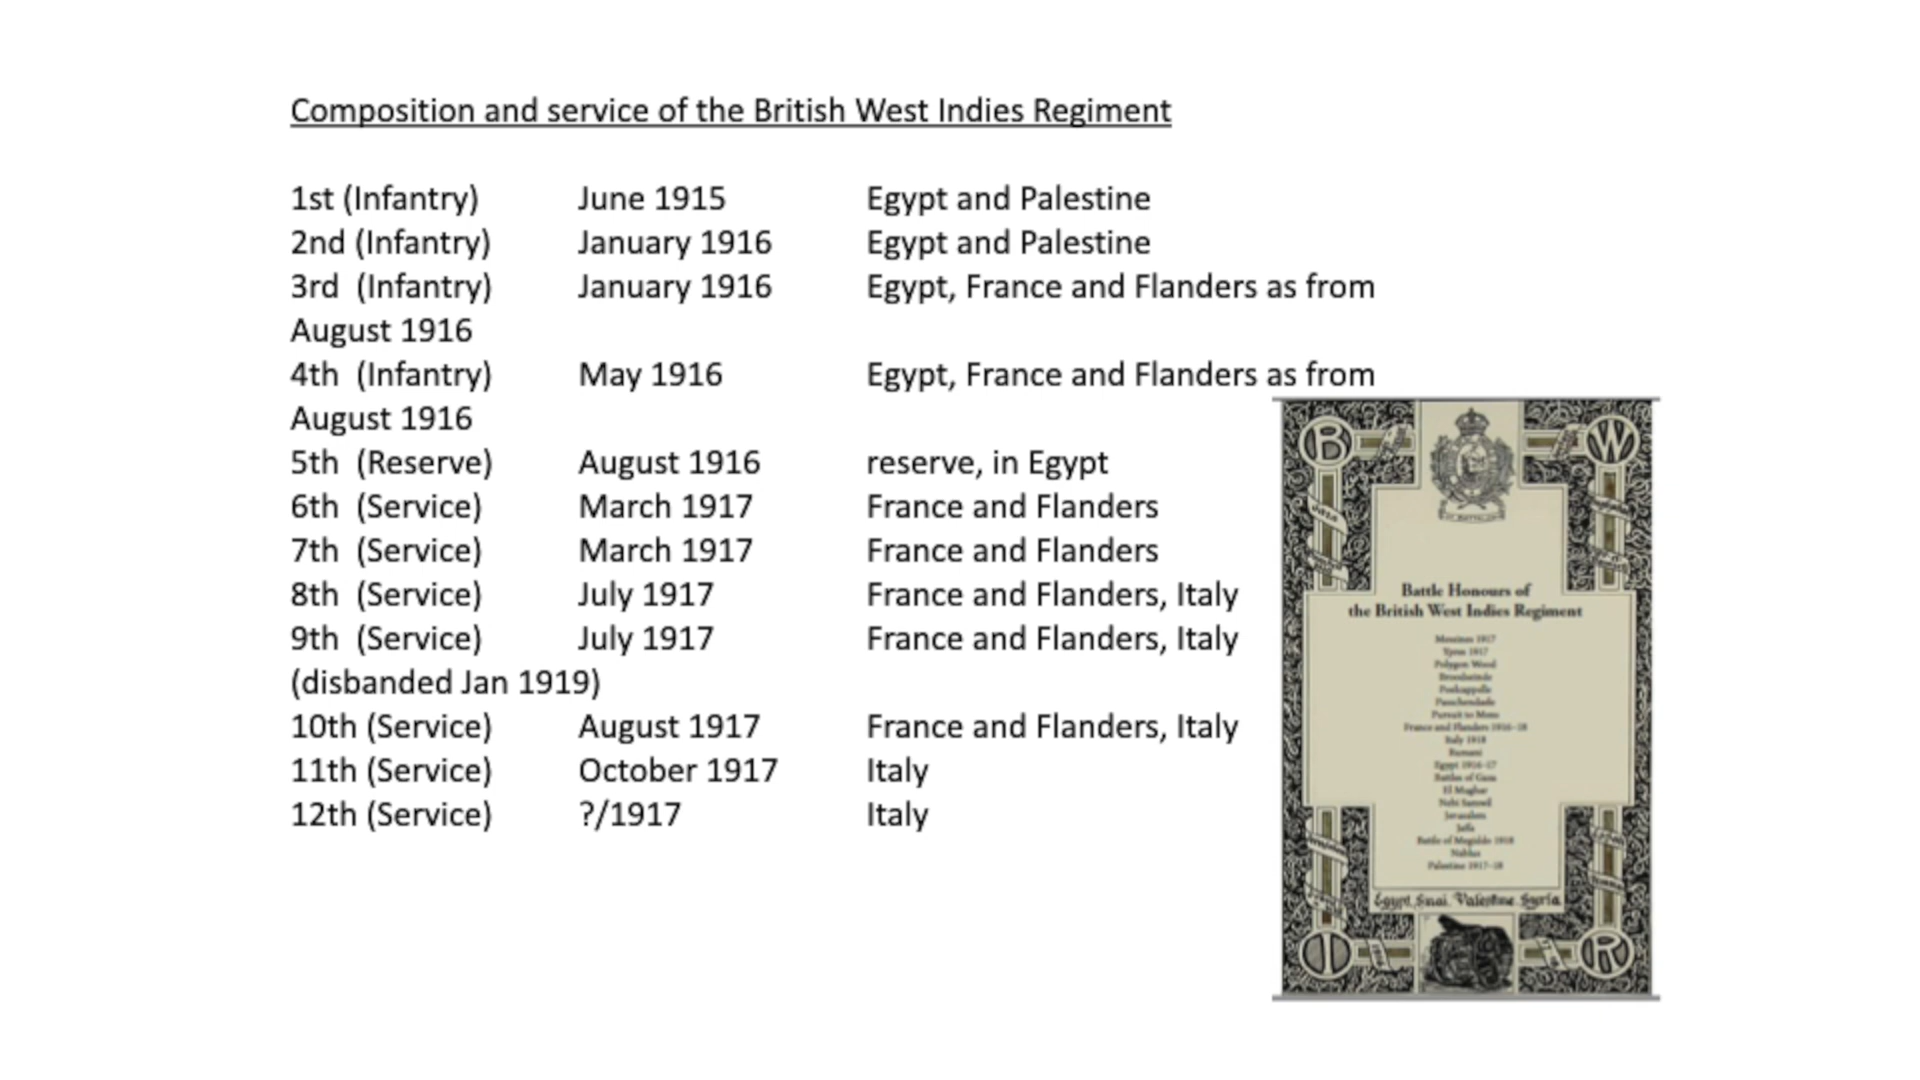 Composition and service of the British West Indies Regiment
1st (Infantry) June 1915 Egypt and Palestine
2nd (Infantry) January 1916 Egypt and Palestine
3rd (Infantry) January 1916 Egypt, France and Flanders as from
August 1916
4th (Infantry) May 1916 Egypt, France and Flanders as from
August 1916
5th (Reserve) August 1916 reserve, in Egypt
6th (Service) March 1917 France and Flanders
7th (Service) March 1917 France and Flanders
8th (Service) July 1917 France and Flanders, Italy
9th (Service) July 1917 France and Flanders, Italy
(disbanded Jan 1919)
10th (Service) August 1917 France and Flanders, Italy
11th (Service) October 1917 Italy
12th (Service) ?/1917 Italy
B W
Battle Honours of
the British West Indies Regiment
Messines 1917
Ypres 1917
Polygon Wood
Broodseinde
Poelcappelle
Passchendaele
Pursuit to Mons
France and Flanders 1916-18
Italy 1918
Rumani
Egypt 1916-17
Battles of Gaza
El Mughar
Nebi Samwil
Jerusalem
Jaffa
Battle of Megiddo 1918
Nablus
Palestine 1917-18
Egypt, Sinai, Palestine, Syria
I R